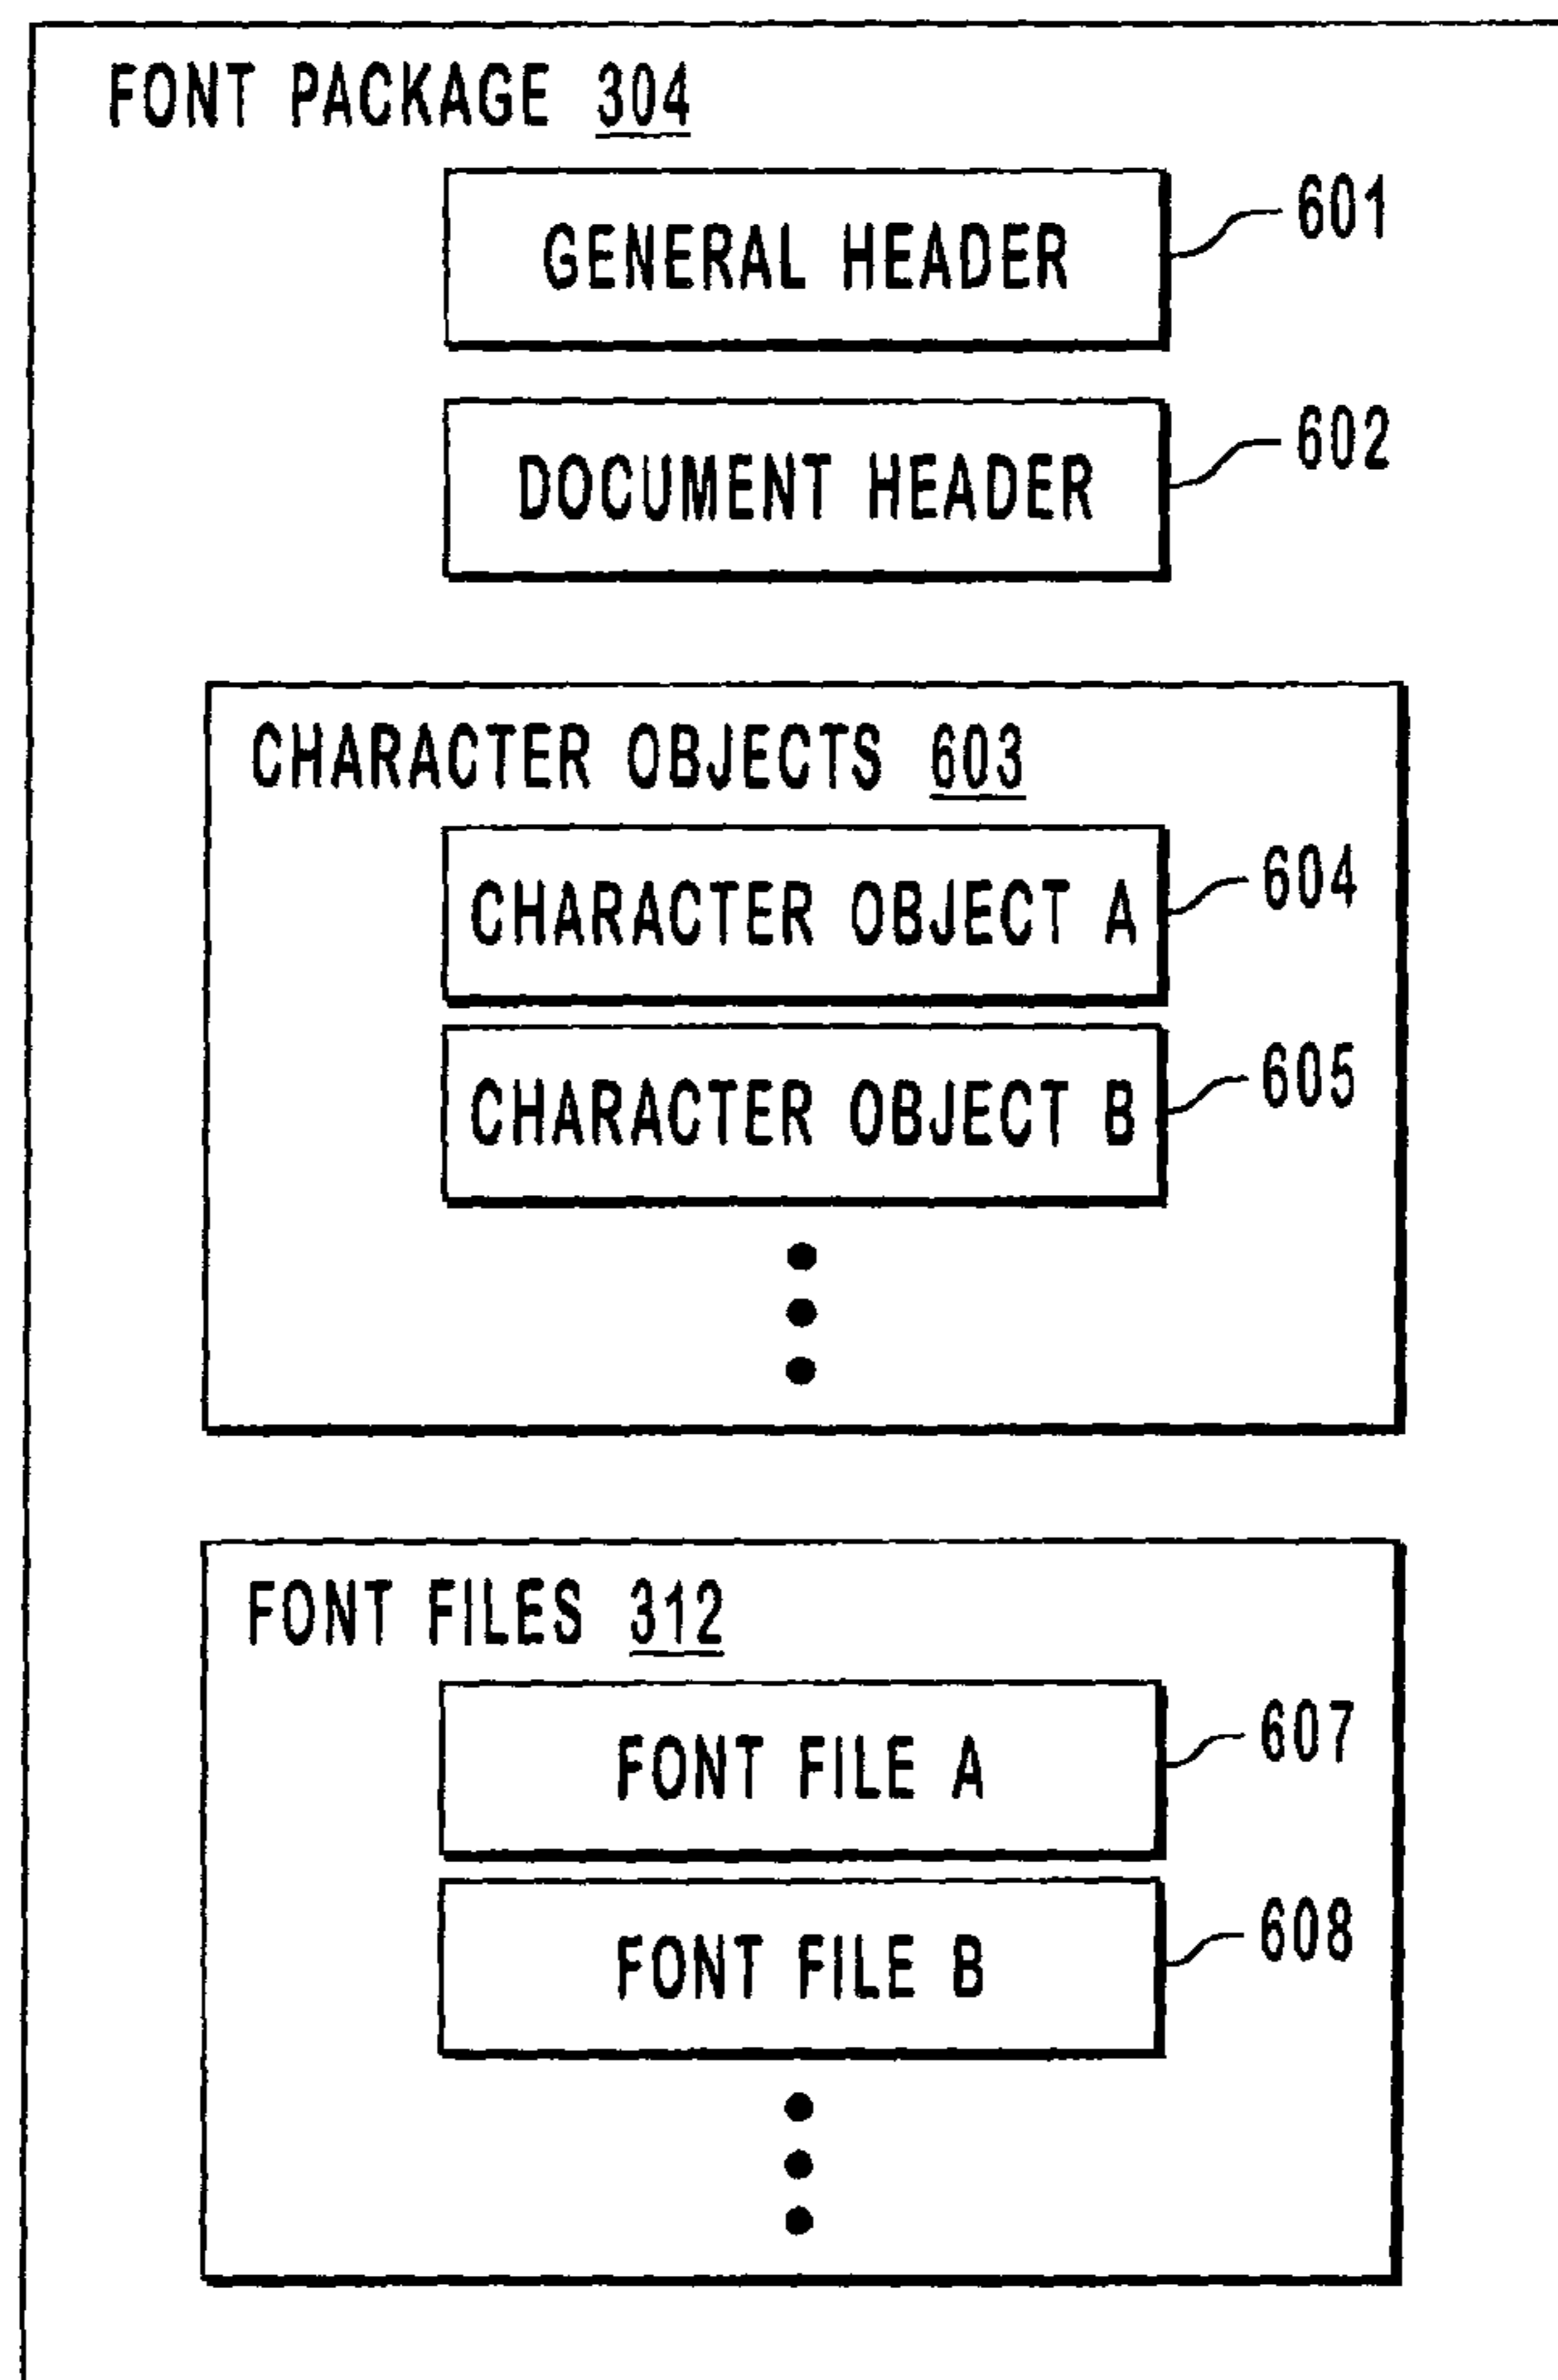 FONT PACKAGE 304
GENERAL HEADER 601
DOCUMENT HEADER 602
CHARACTER OBJECTS 603
CHARACTER OBJECT A 604
CHARACTER OBJECT B 605
FONT FILES 312
FONT FILE A 607
FONT FILE B 608